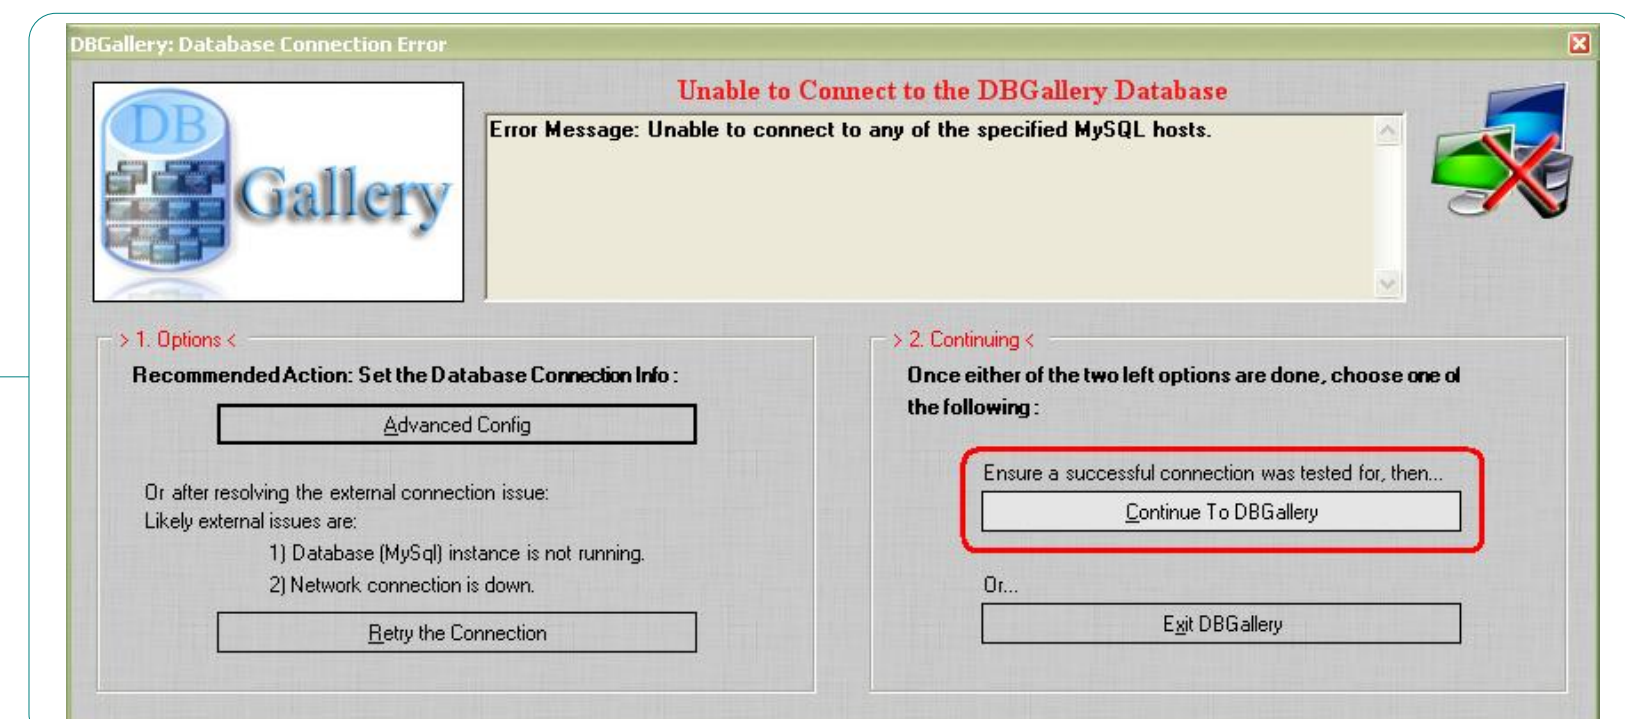 DBGallery: Database Connection Error
DB
Gallery
Unable to Connect to the DBGallery Database
Error Message: Unable to connect to any of the specified MySQL hosts.
> 1. Options <
Recommended Action: Set the Database Connection Info :
Advanced Config
Or after resolving the external connection issue:
Likely external issues are:
1) Database (MySql) instance is not running.
2) Network connection is down.
Retry the Connection
> 2. Continuing <
Once either of the two left options are done, choose one of
the following :
Ensure a successful connection was tested for, then...
Continue To DBGallery
Or...
Exit DBGallery